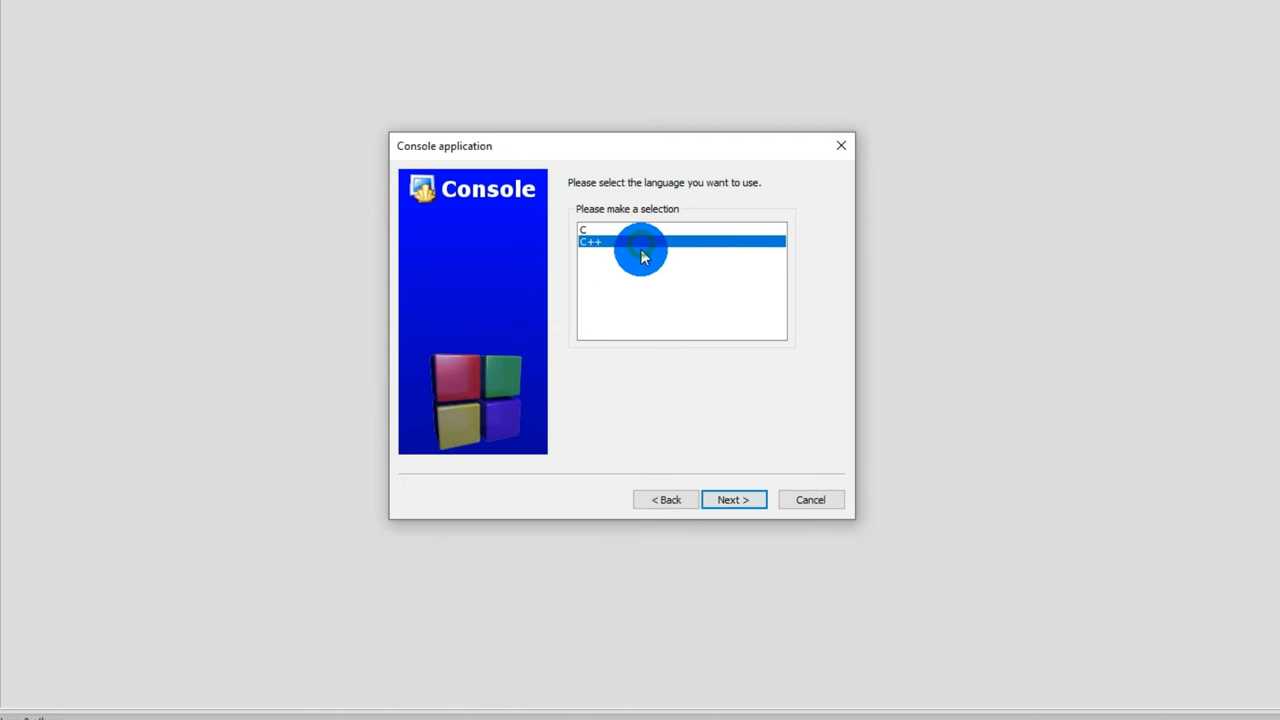 Console application
Console
Please select the language you want to use.
Please make a selection
C
C++
< Back
Next >
Cancel